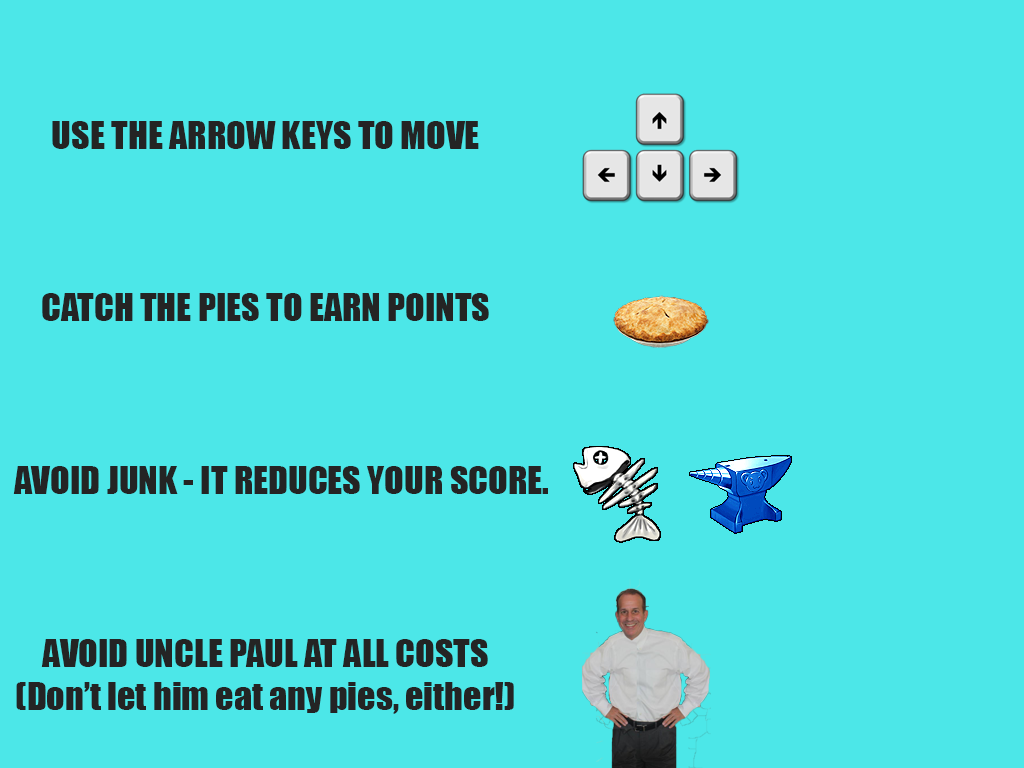 USE THE ARROW KEYS TO MOVE
CATCH THE PIES TO EARN POINTS
AVOID JUNK - IT REDUCES YOUR SCORE.
AVOID UNCLE PAUL AT ALL COSTS
(Don't let him eat any pies, either!)